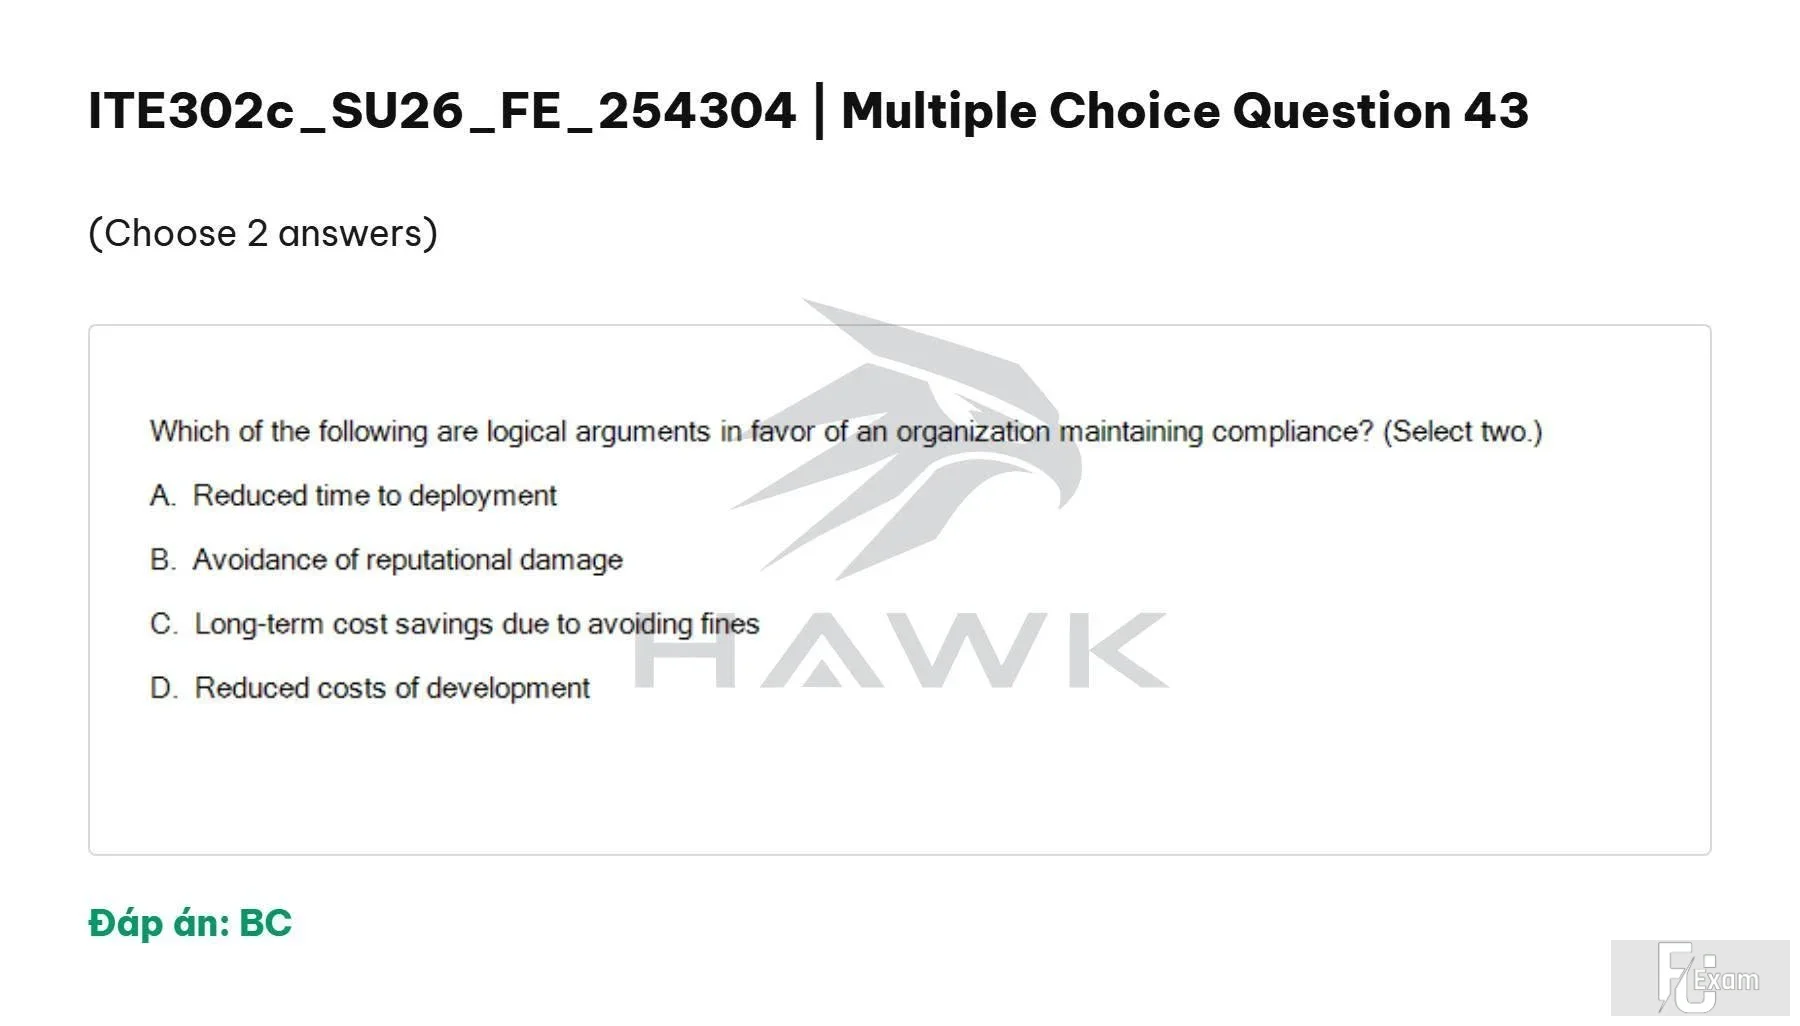 ITE302c_SU26_FE_254304 | Multiple Choice Question 43
(Choose 2 answers)
Which of the following are logical arguments in favor of an organization maintaining compliance? (Select two.)
A. Reduced time to deployment
B. Avoidance of reputational damage
C. Long-term cost savings due to avoiding fines
D. Reduced costs of development
HAWK
Đáp án: BC
FU Exam